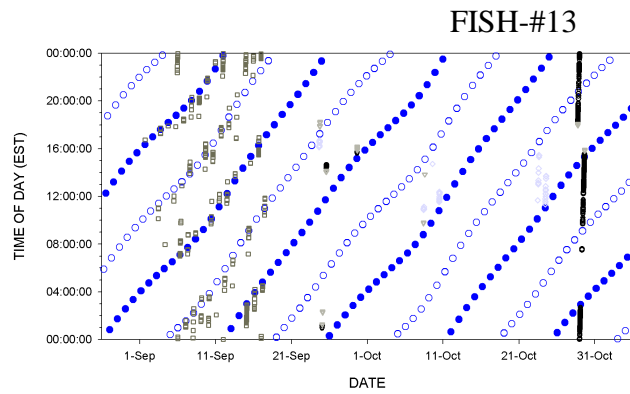 FISH-#13
00:00:00
20:00:00
16:00:00
12:00:00
08:00:00
04:00:00
00:00:00
TIME OF DAY (EST)
1-Sep 11-Sep 21-Sep 1-Oct 11-Oct 21-Oct 31-Oct
DATE